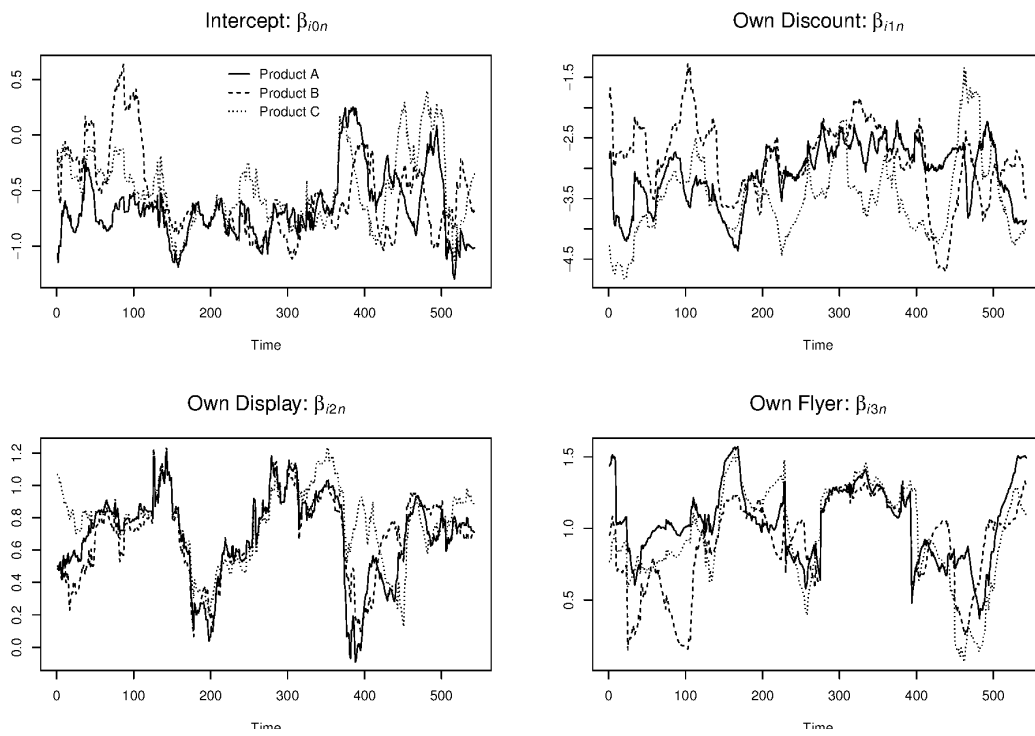 Intercept: βi0n
Own Discount: βi1n
Product A
Product B
Product C
0.5
0.0
−0.5
−1.0
0 100 200 300 400 500
Time
−1.5
−2.5
−3.5
−4.5
0 100 200 300 400 500
Time
Own Display: βi2n
Own Flyer: βi3n
1.2
1.0
0.8
0.6
0.4
0.2
0.0
0 100 200 300 400 500
Time
1.5
1.0
0.5
0 100 200 300 400 500
Time